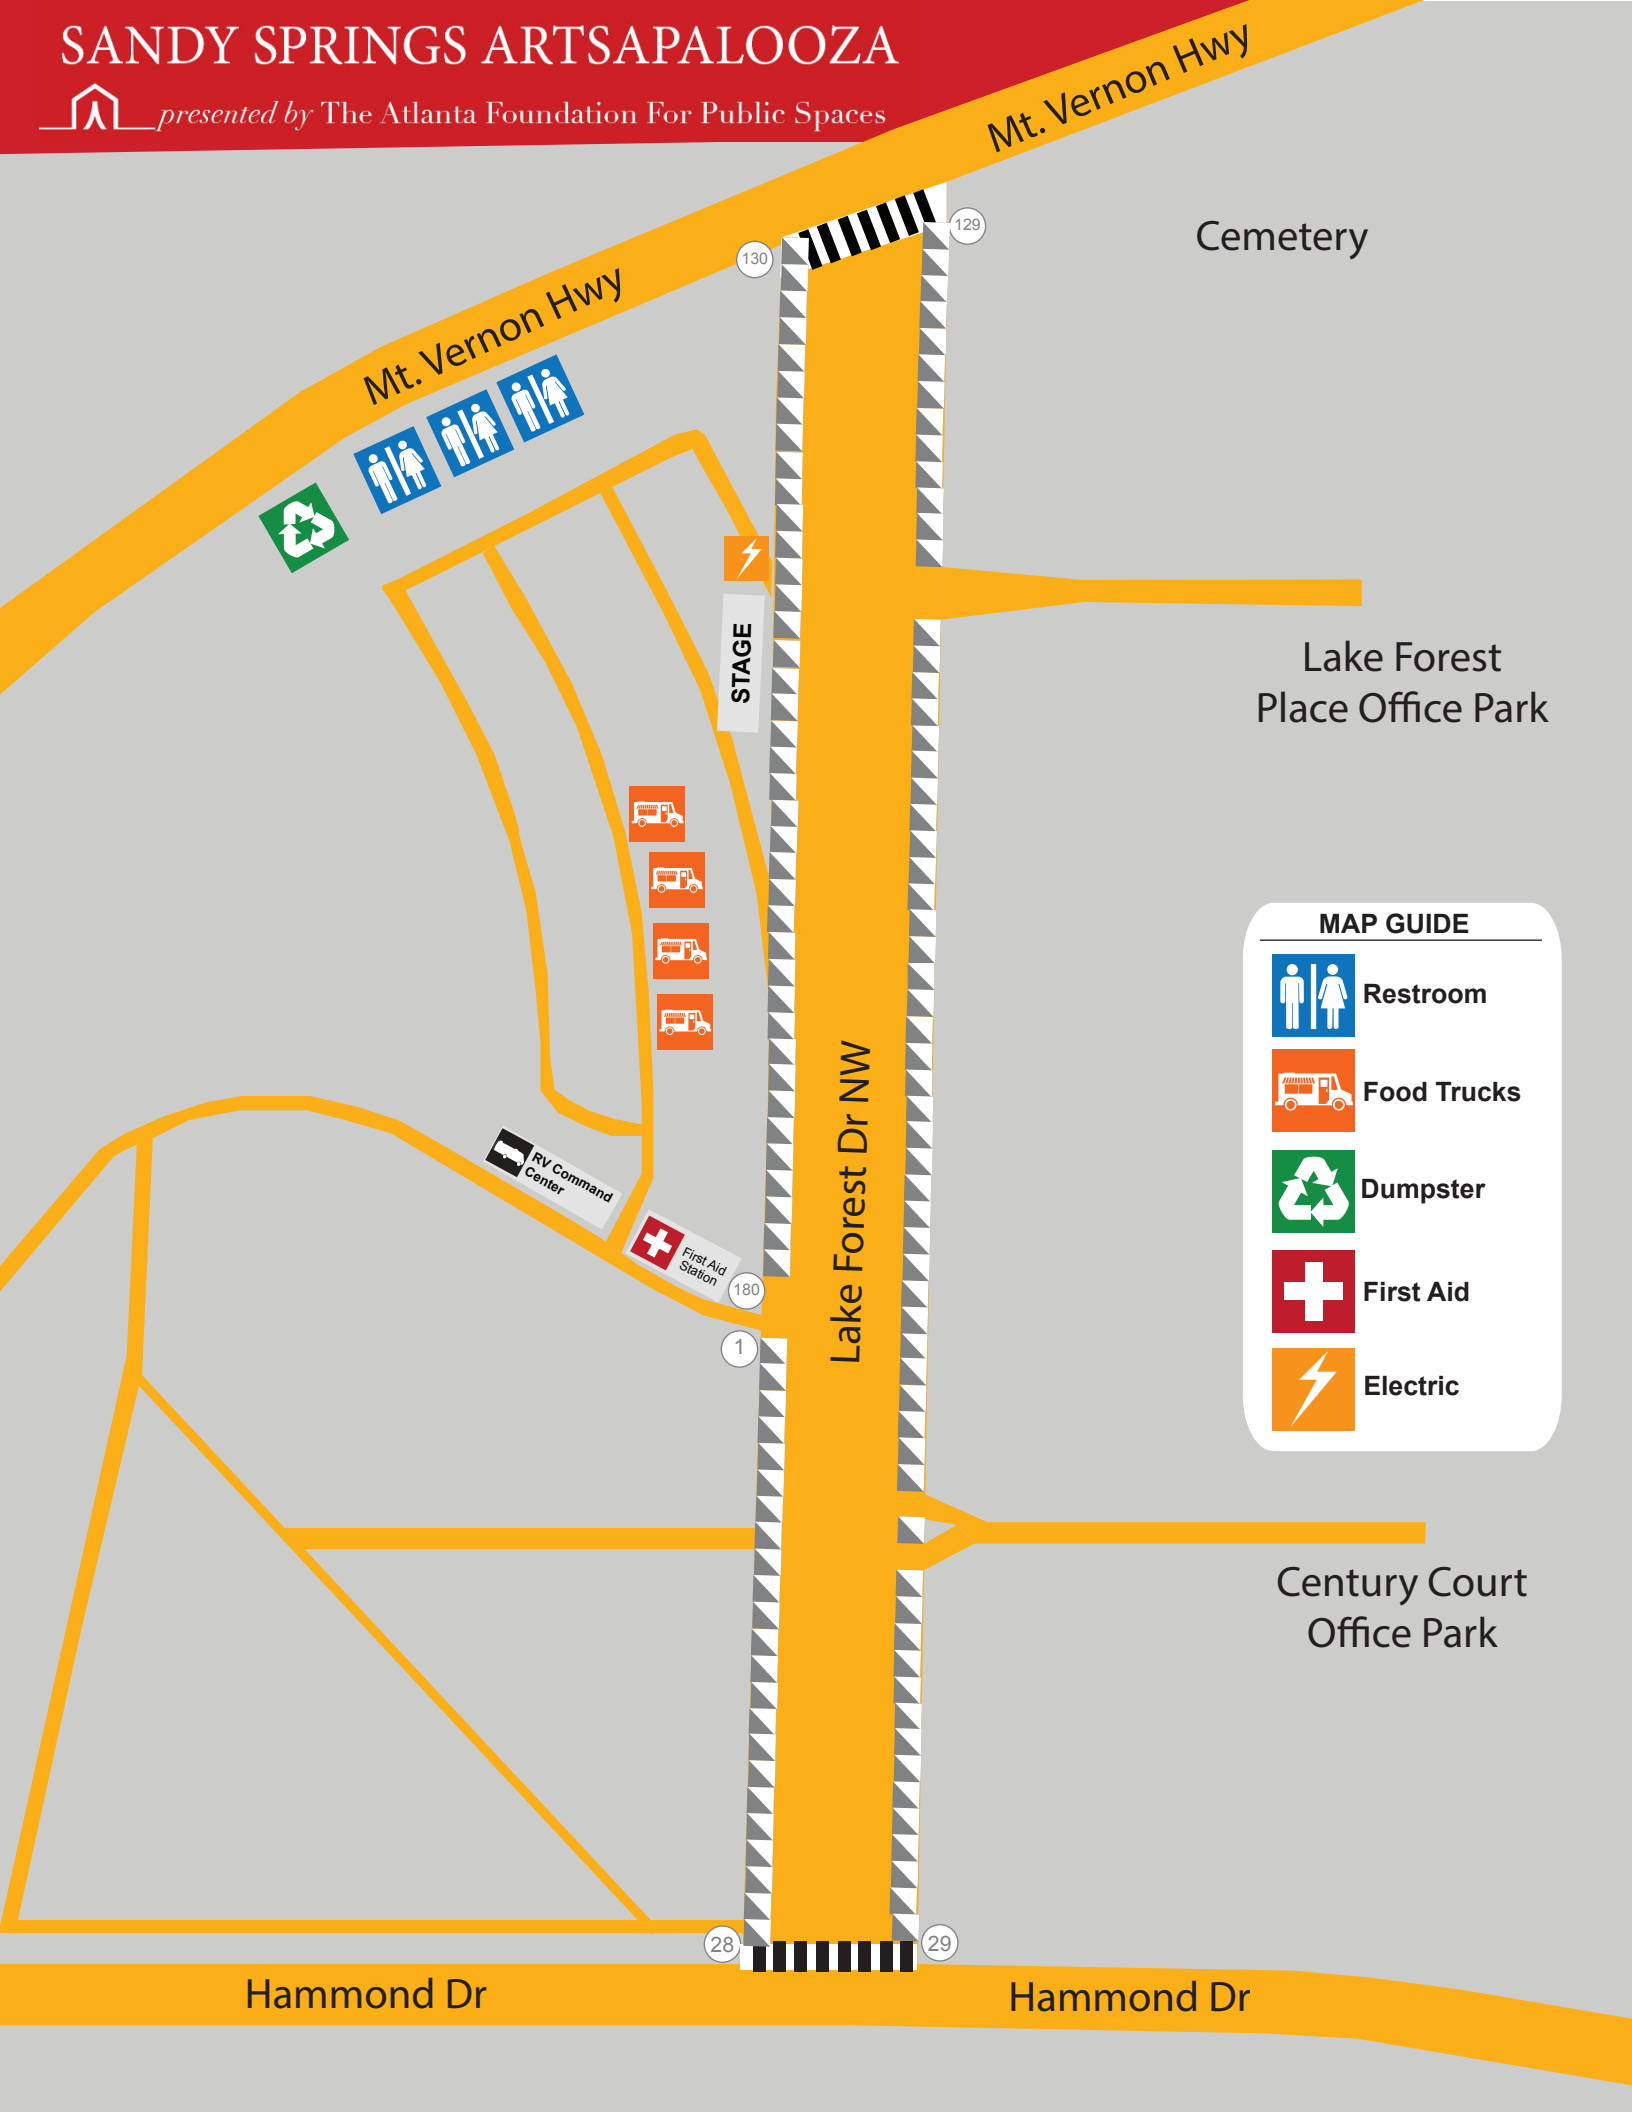 SANDY SPRINGS ARTSAPALOOZA
presented by The Atlanta Foundation For Public Spaces
Mt. Vernon Hwy
129
130
Cemetery
Mt. Vernon Hwy
STAGE
Lake Forest
Place Office Park
MAP GUIDE
Restroom
Food Trucks
Dumpster
First Aid
Electric
Lake Forest Dr NW
RV Command
Center
First Aid
Station
180
1
Century Court
Office Park
28
29
Hammond Dr
Hammond Dr